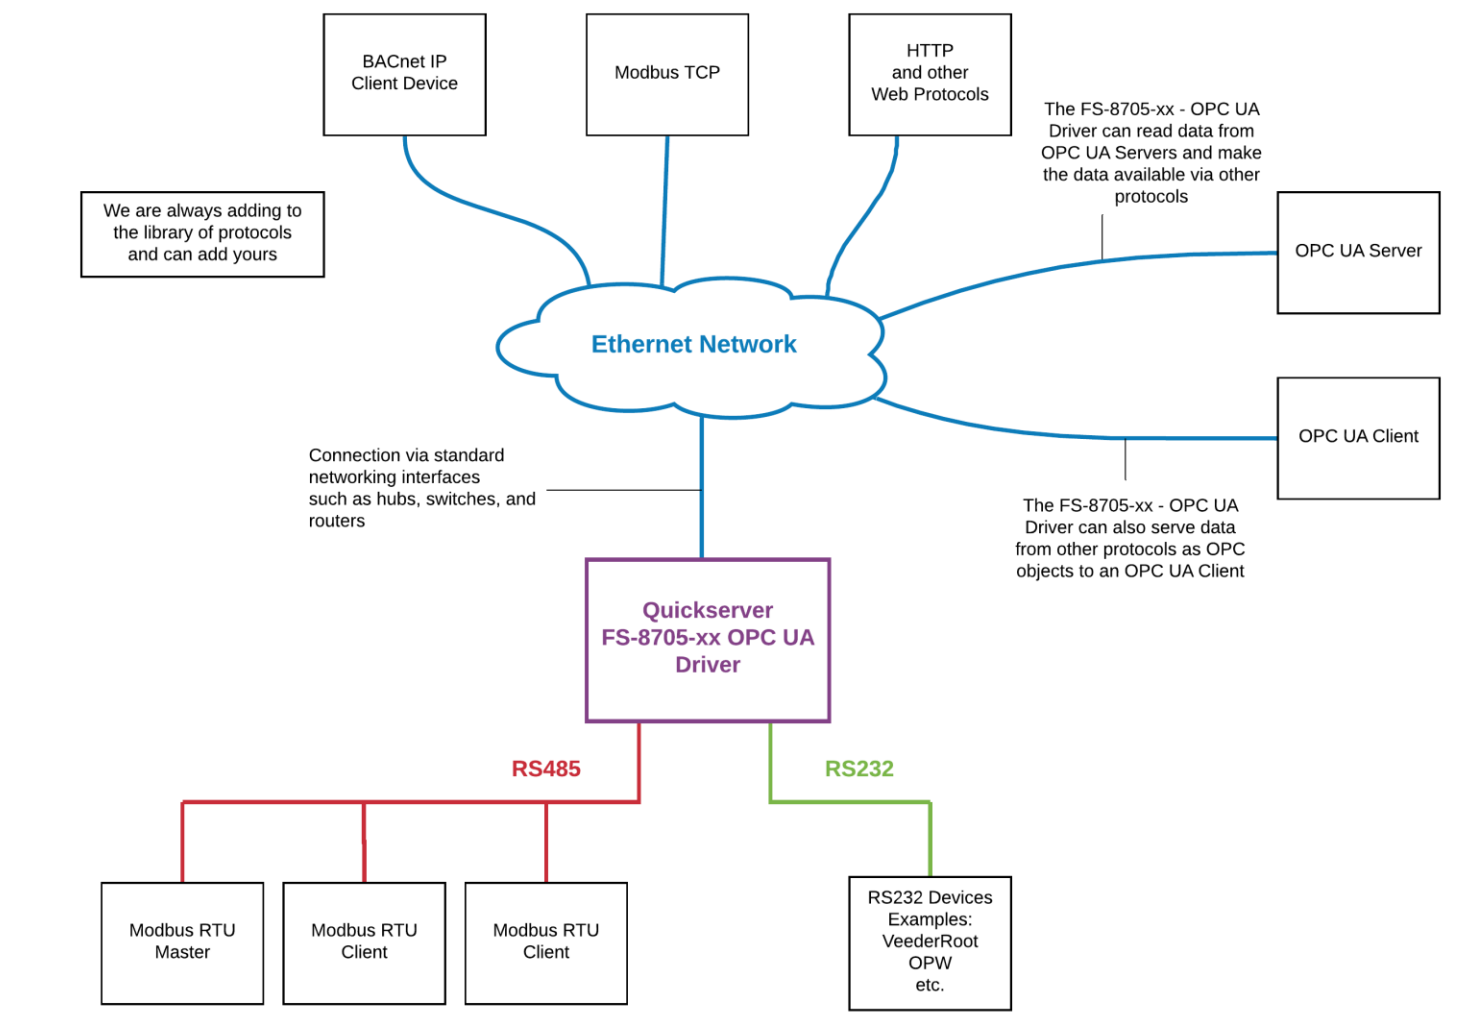 BACnet IP
Client Device
Modbus TCP
HTTP
and other
Web Protocols
The FS-8705-xx - OPC UA
Driver can read data from
OPC UA Servers and make
the data available via other
protocols
We are always adding to
the library of protocols
and can add yours
OPC UA Server
Ethernet Network
OPC UA Client
Connection via standard
networking interfaces
such as hubs, switches, and
routers
The FS-8705-xx - OPC UA
Driver can also serve data
from other protocols as OPC
objects to an OPC UA Client
Quickserver
FS-8705-xx OPC UA
Driver
RS485
RS232
Modbus RTU
Master
Modbus RTU
Client
Modbus RTU
Client
RS232 Devices
Examples:
VeederRoot
OPW
etc.